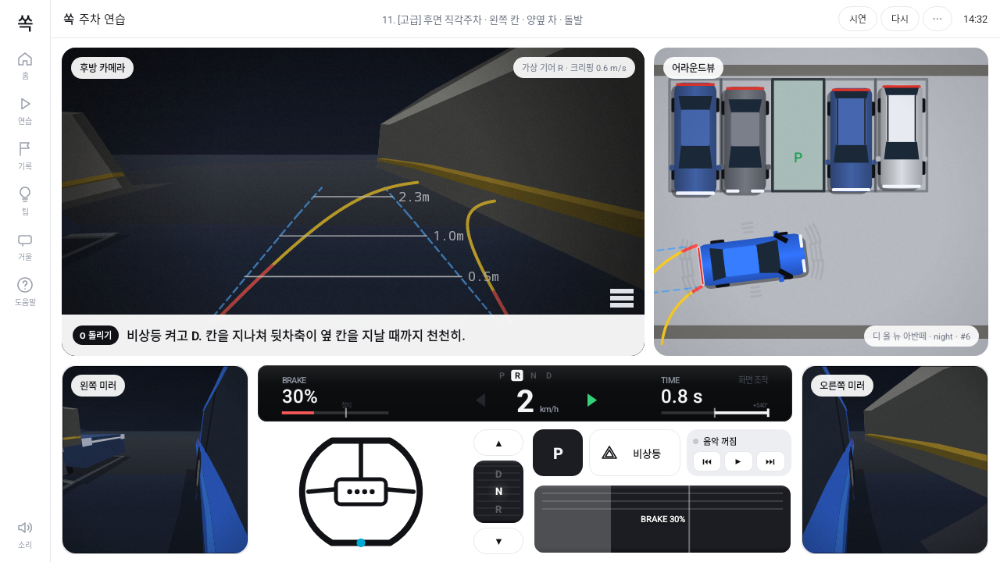 쏙
홈
연습
기록
팁
거울
도움말
소리
쏙 주차 연습
11. [고급] 후면 직각주차 · 왼쪽 칸 · 양옆 차 · 돌발
시연
다시
14:32
후방 카메라
가상 기어 R · 크리핑 0.6 m/s
2.3m
1.0m
0.5m
0 돌리기
비상등 켜고 D. 칸을 지나쳐 뒷차축이 옆 칸을 지날 때까지 천천히.
어라운드뷰
P
디 올 뉴 아반떼 · night · #6
왼쪽 미러
BRAKE
30%
P R N D
2 km/h
TIME
화면 조작
0.8 s
오른쪽 미러
D
N
R
P
비상등
음악 꺼짐
BRAKE 30%